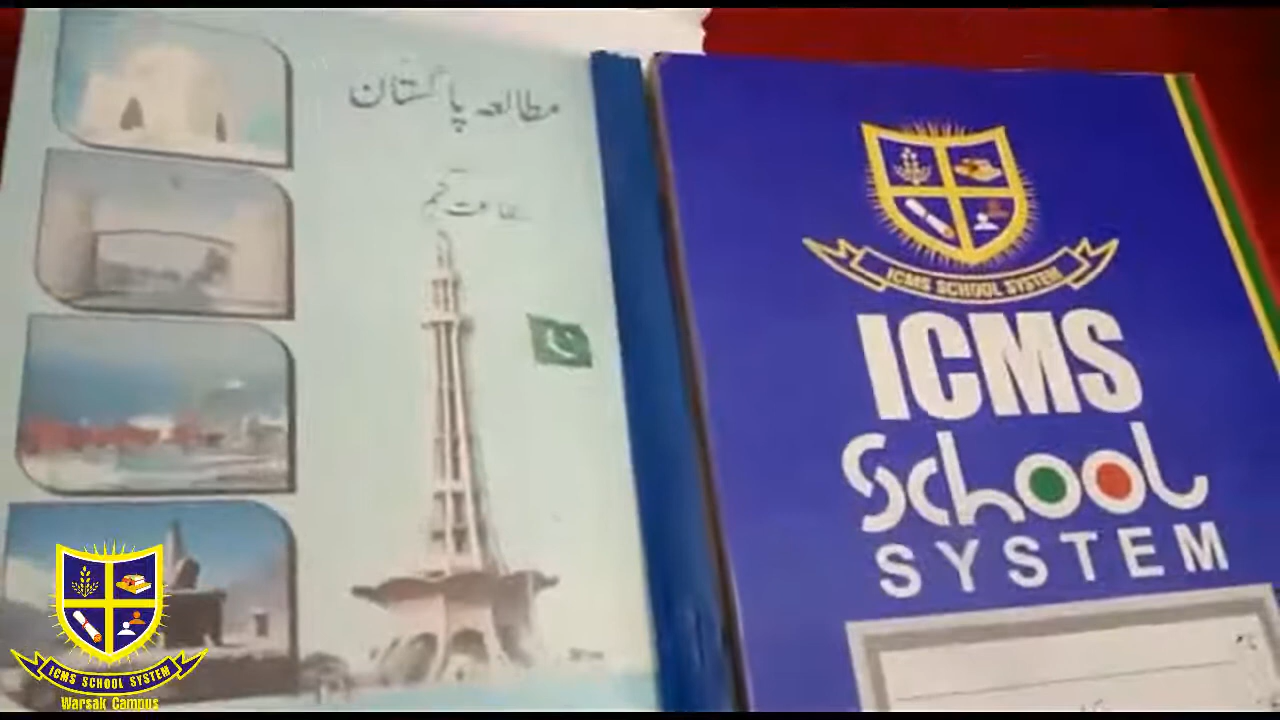 مطالعہ پاکستان
جماعت نہم
ICMS SCHOOL SYSTEM
ICMS
School
SYSTEM
ICMS SCHOOL SYSTEM
Warsak Campus